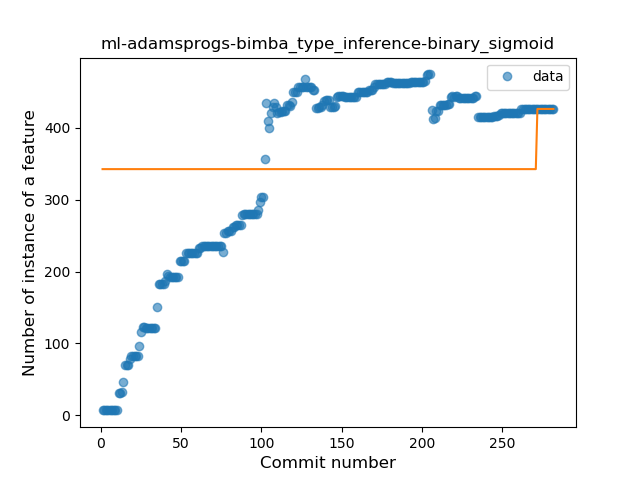 ml-adamsprogs-bimba_type_inference-binary_sigmoid
data
Number of instance of a feature
400
300
200
100
0
0 50 100 150 200 250
Commit number